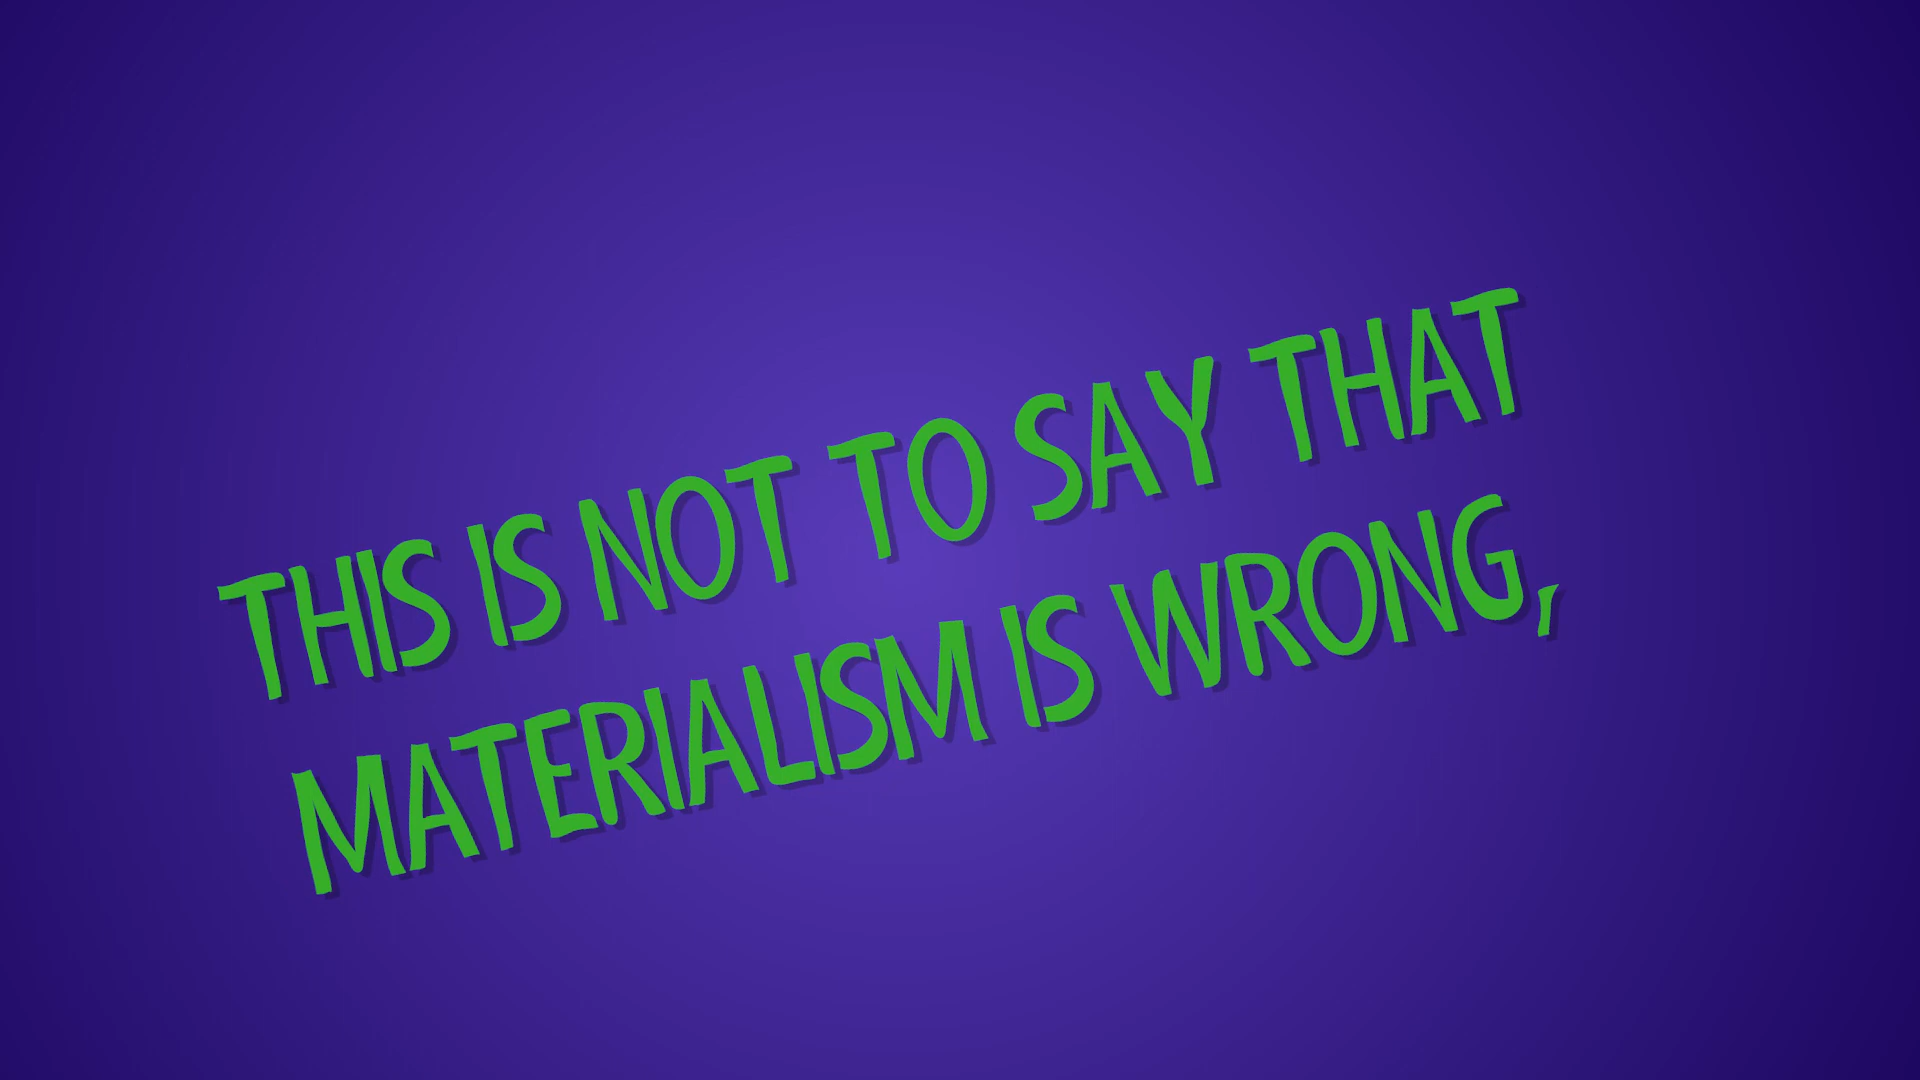 THIS IS NOT TO SAY THAT
MATERIALISM IS WRONG,